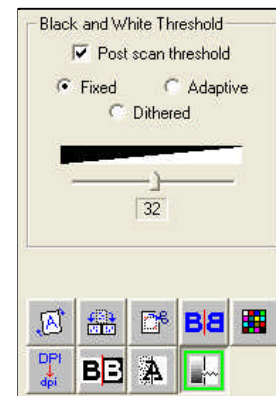 Black and White Threshold
Post scan threshold
Fixed Adaptive
Dithered
32
A B B
DPI B B A
dpi